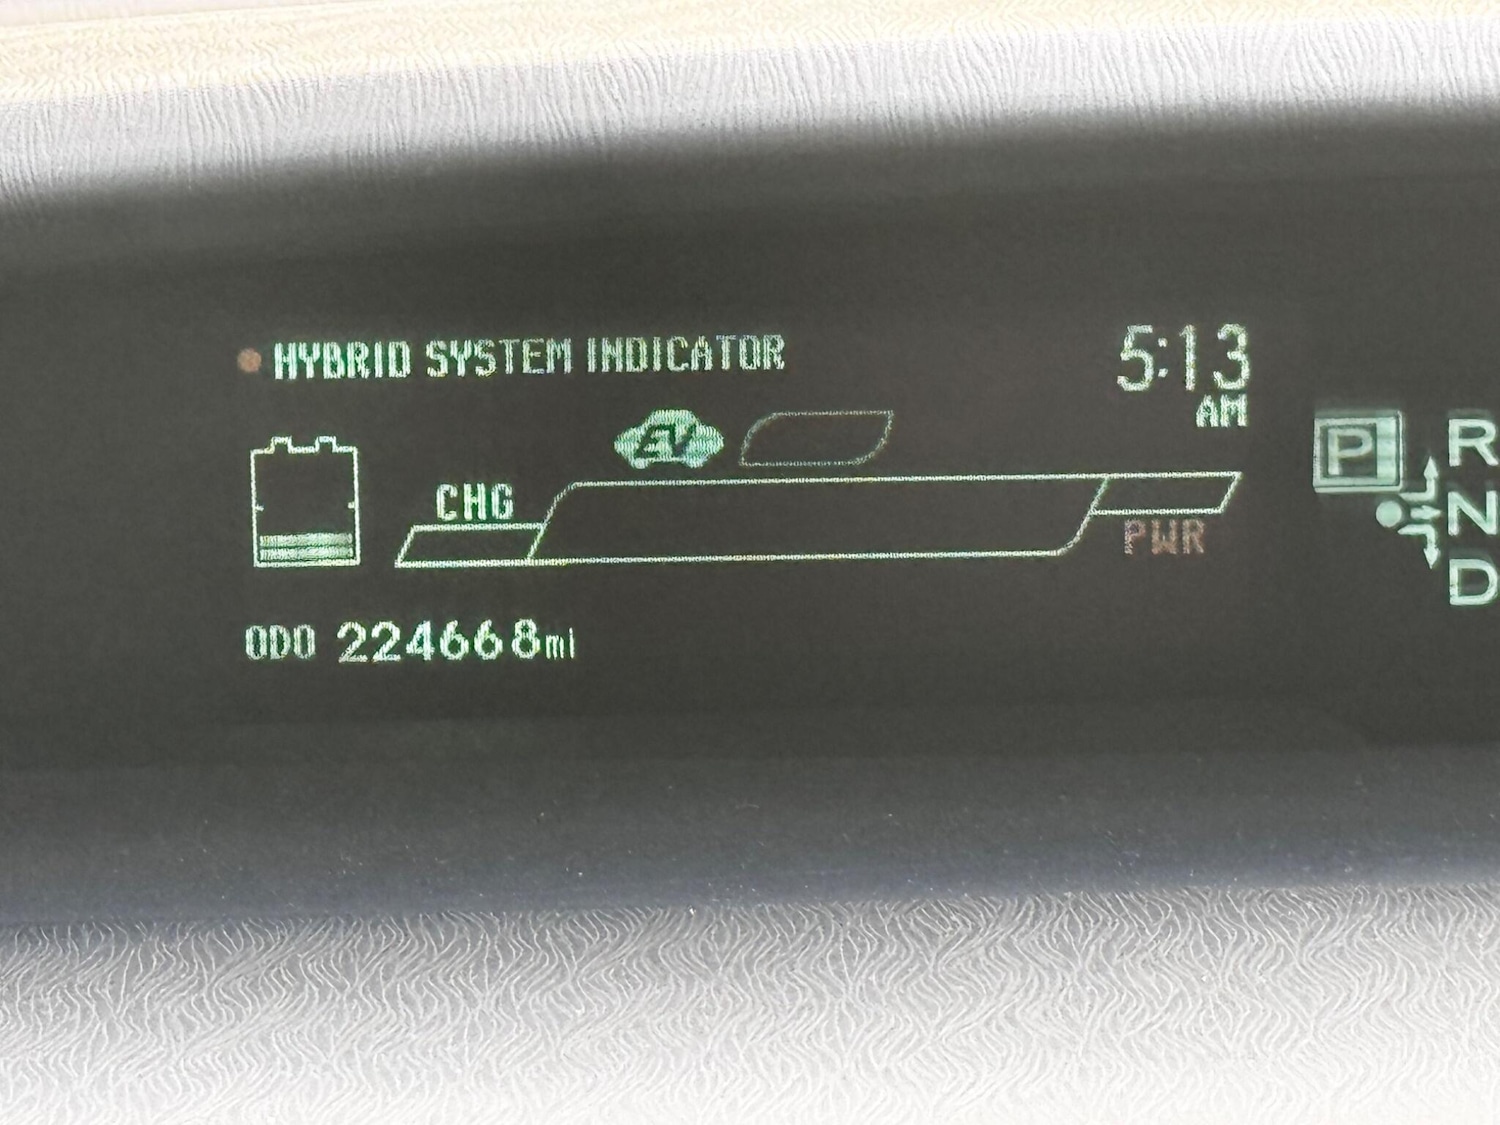 HYBRID SYSTEM INDICATOR
5:13
AM
EV
CHG
PWR
ODO 224668mi
P
R
N
D